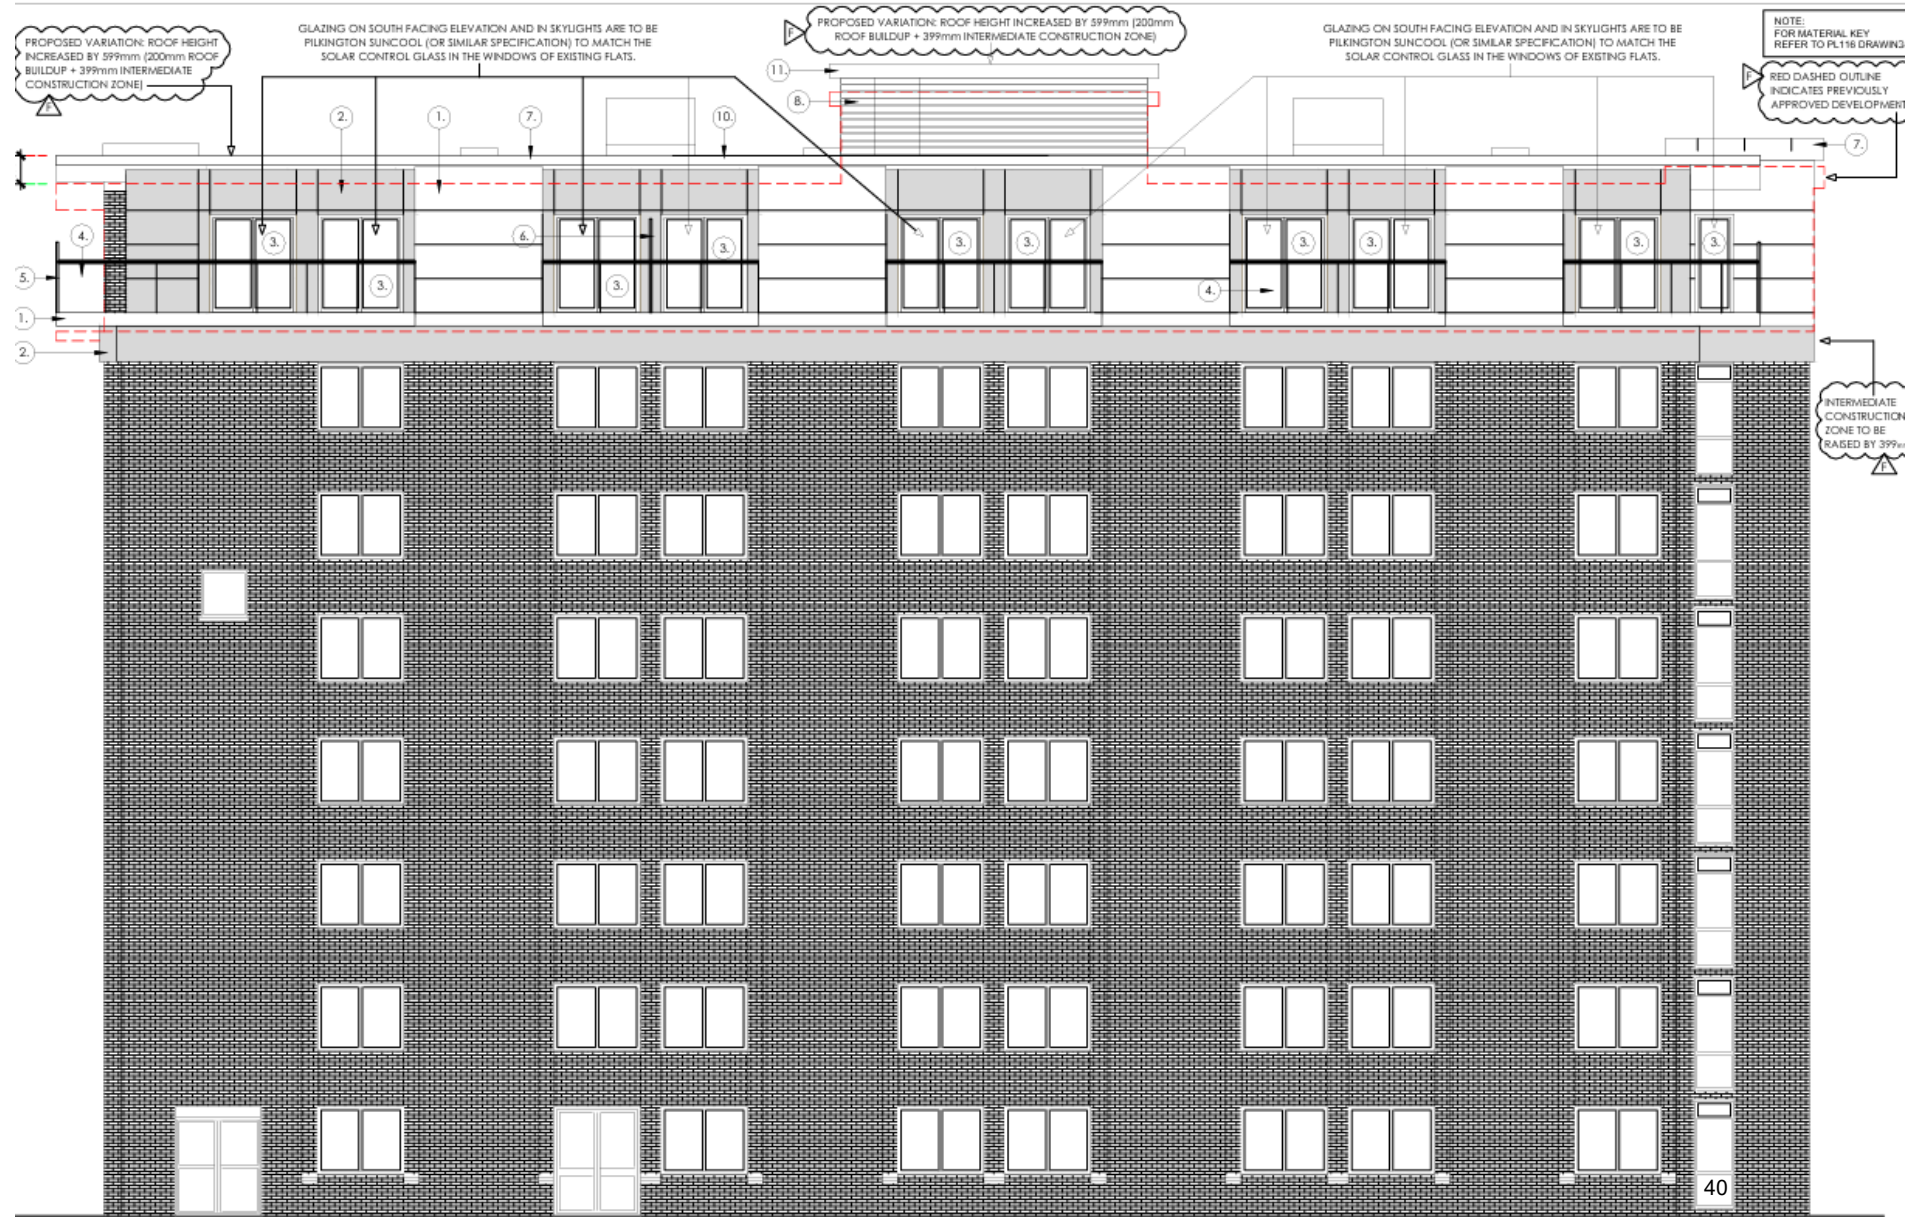 PROPOSED VARIATION: ROOF HEIGHT
INCREASED BY 599mm (200mm ROOF
BUILDUP + 399mm INTERMEDIATE
CONSTRUCTION ZONE)
F
GLAZING ON SOUTH FACING ELEVATION AND IN SKYLIGHTS ARE TO BE
PILKINGTON SUNCOOL (OR SIMILAR SPECIFICATION) TO MATCH THE
SOLAR CONTROL GLASS IN THE WINDOWS OF EXISTING FLATS.
F
PROPOSED VARIATION: ROOF HEIGHT INCREASED BY 599mm (200mm
ROOF BUILDUP + 399mm INTERMEDIATE CONSTRUCTION ZONE)
GLAZING ON SOUTH FACING ELEVATION AND IN SKYLIGHTS ARE TO BE
PILKINGTON SUNCOOL (OR SIMILAR SPECIFICATION) TO MATCH THE
SOLAR CONTROL GLASS IN THE WINDOWS OF EXISTING FLATS.
NOTE:
FOR MATERIAL KEY
REFER TO PL116 DRAWING
F
RED DASHED OUTLINE
INDICATES PREVIOUSLY
APPROVED DEVELOPMENT
11.
8.
2.
1.
7.
10.
7.
4.
6.
3.
3.
3.
3.
3.
3.
3.
3.
5.
3.
3.
4.
1.
2.
INTERMEDIATE
CONSTRUCTION
ZONE TO BE
RAISED BY 399m
F
40